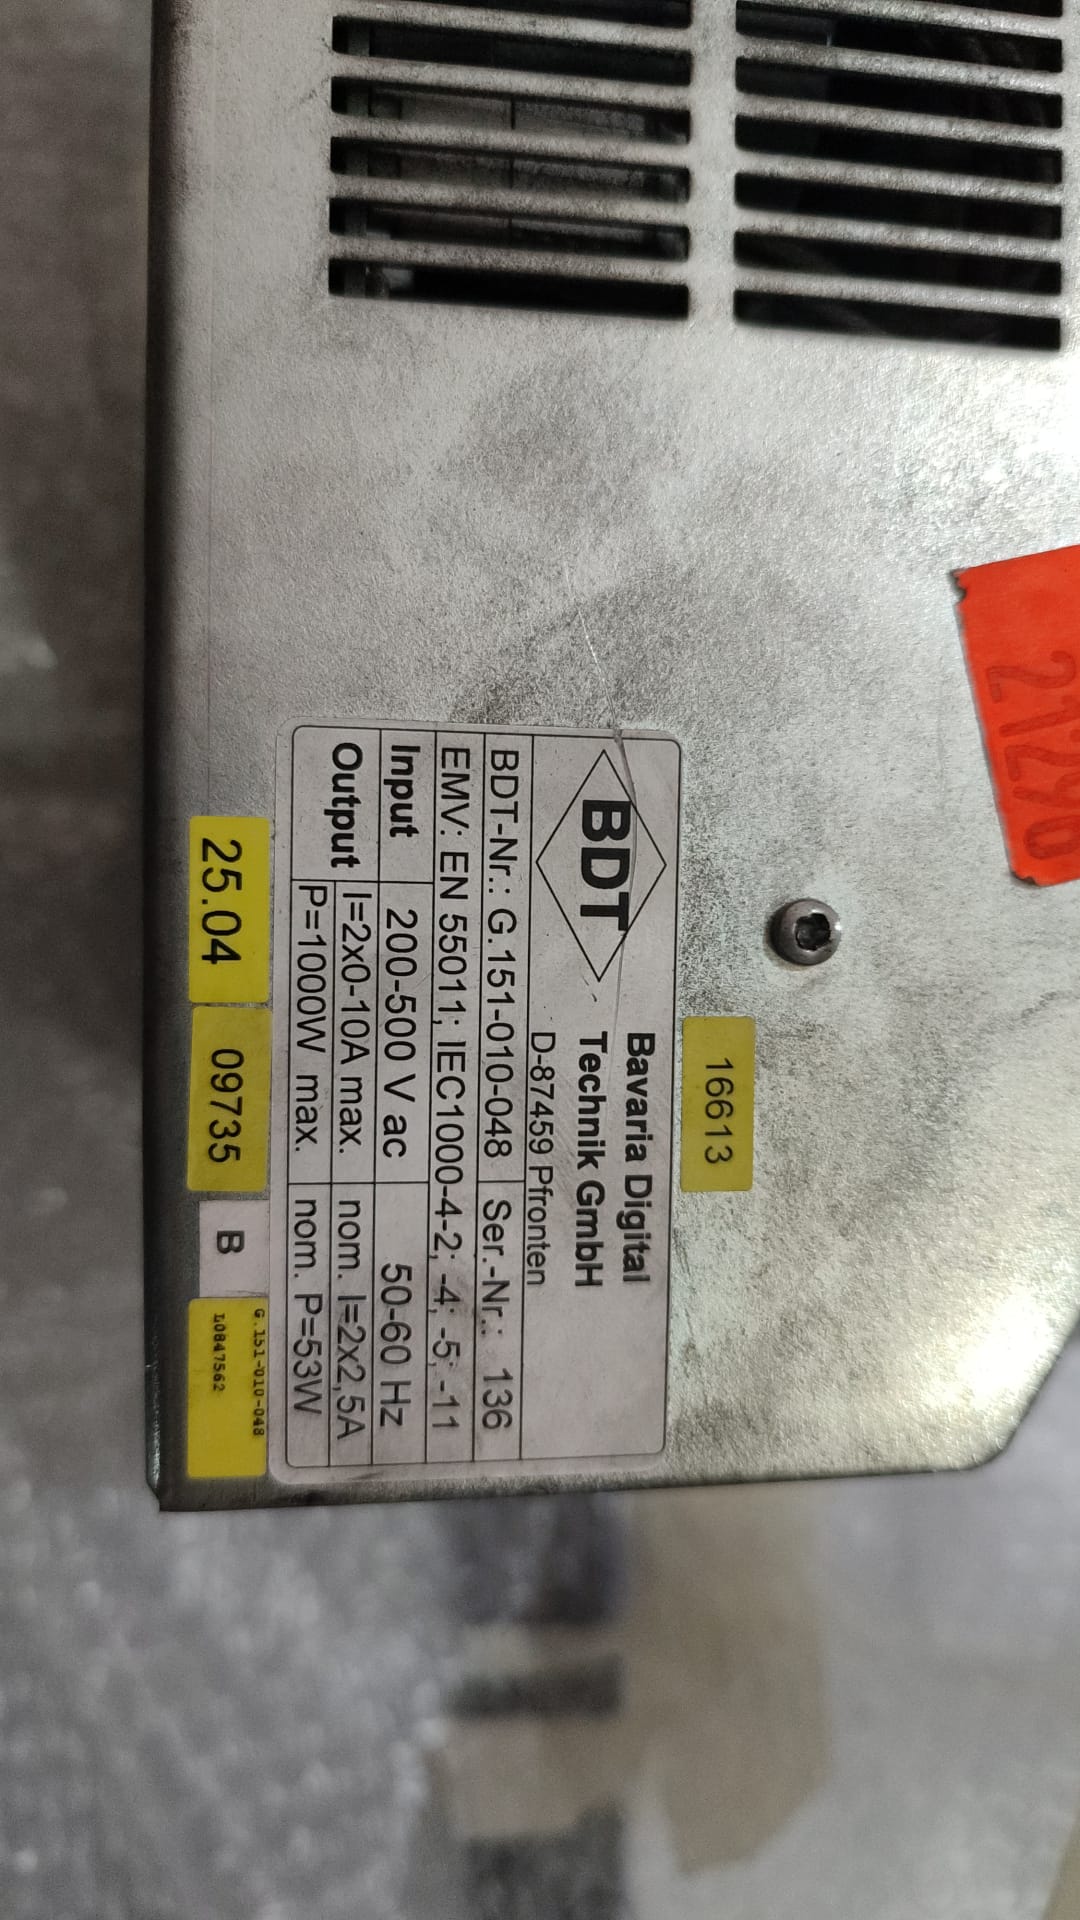 21290
16613
BDT
Bavaria Digital
Technik GmbH
D-87459 Pfronten
BDT-Nr.: G.151-010-048 Ser.-Nr.: 136
EMV: EN 55011; IEC1000-4-2; -4; -5; -11
Input 200-500 V ac 50-60 Hz
Output I=2x0-10A max. nom. I=2x2,5A
P=1000W max. nom. P=53W
25.04 09735 B
G.151-010-048
L0847562